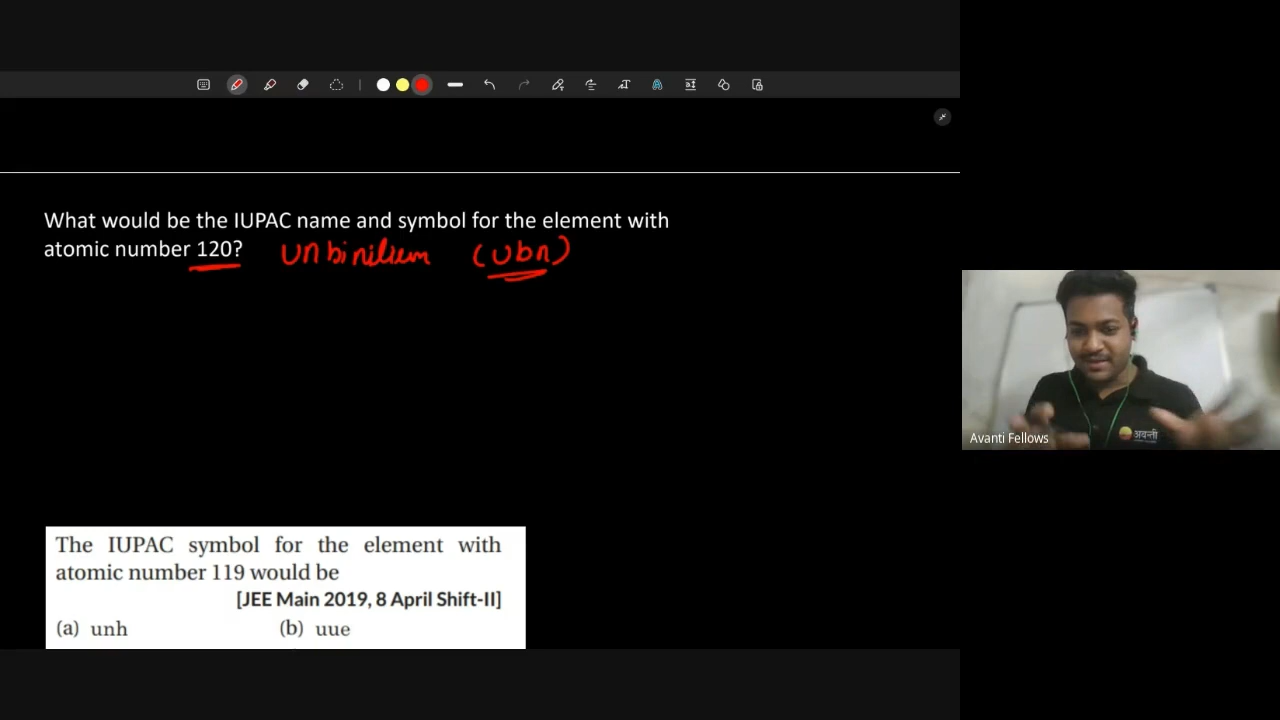 What would be the IUPAC name and symbol for the element with
atomic number 120? unbinilium (ubn)
The IUPAC symbol for the element with
atomic number 119 would be
[JEE Main 2019, 8 April Shift-II]
(a) unh (b) uue
Avanti Fellows
अवन्ती